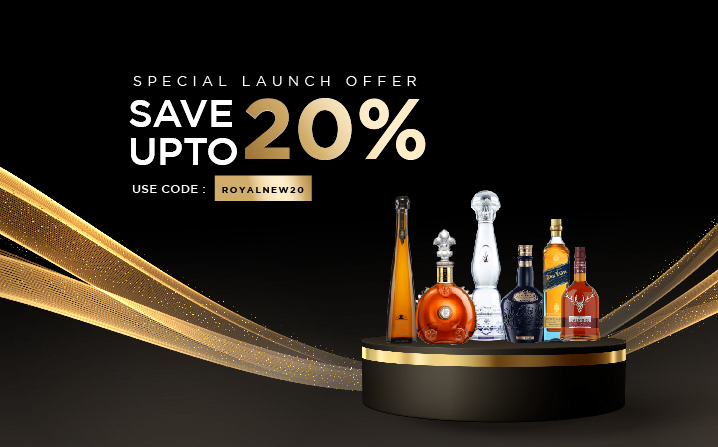 SPECIAL LAUNCH OFFER
SAVE
UPTO
20%
USE CODE :
ROYALNEW20